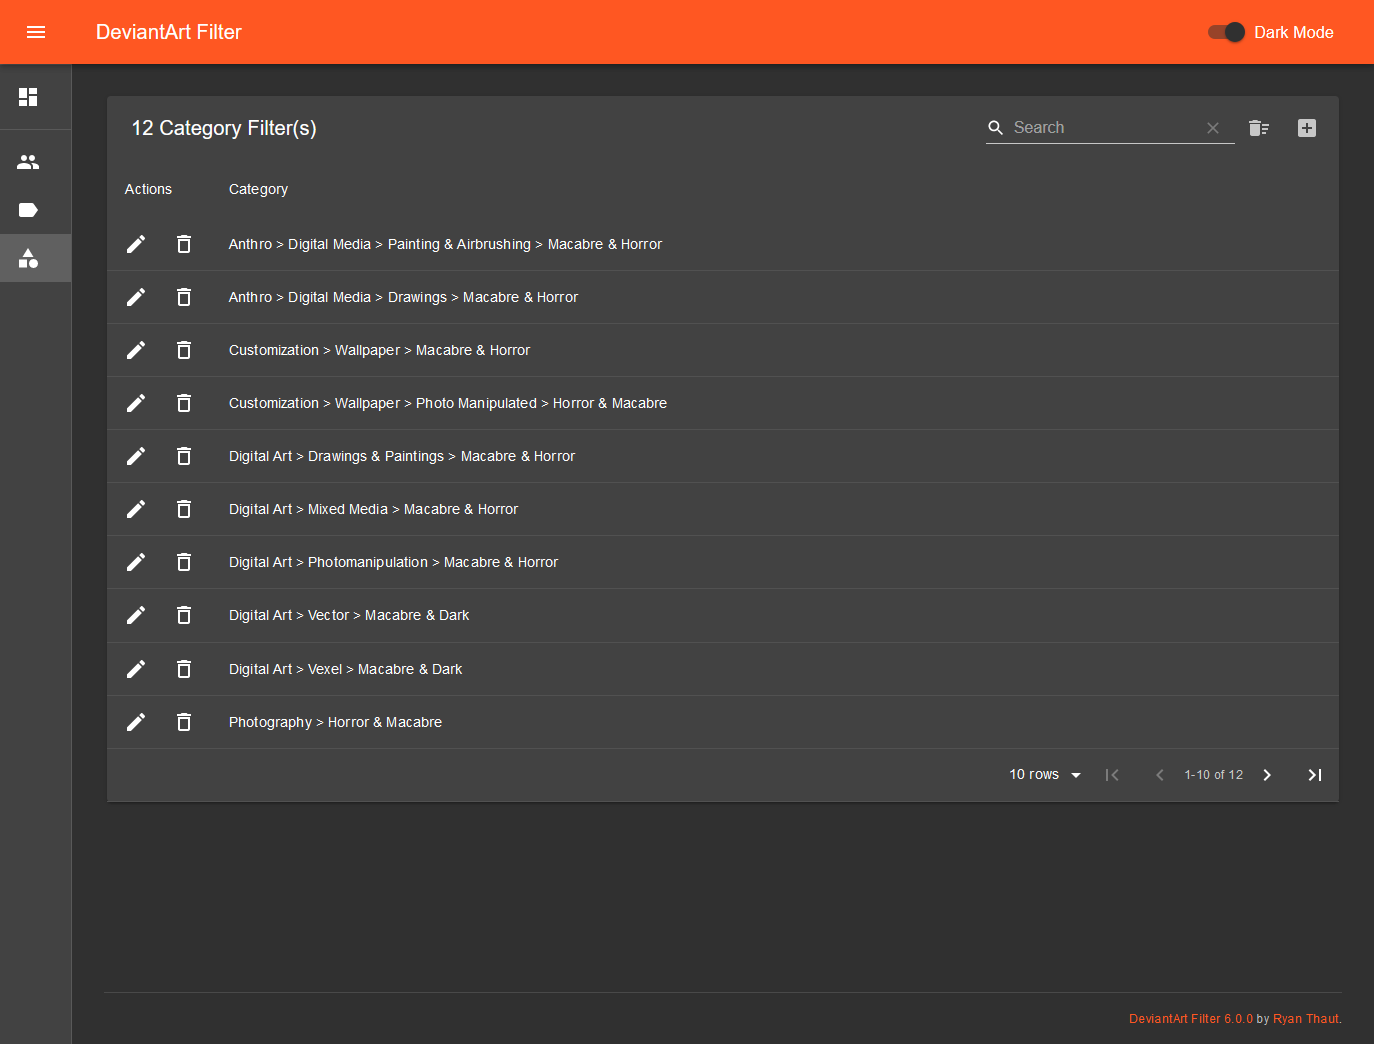 DeviantArt Filter
Dark Mode
12 Category Filter(s)
Search
Actions Category
Anthro > Digital Media > Painting & Airbrushing > Macabre & Horror
Anthro > Digital Media > Drawings > Macabre & Horror
Customization > Wallpaper > Macabre & Horror
Customization > Wallpaper > Photo Manipulated > Horror & Macabre
Digital Art > Drawings & Paintings > Macabre & Horror
Digital Art > Mixed Media > Macabre & Horror
Digital Art > Photomanipulation > Macabre & Horror
Digital Art > Vector > Macabre & Dark
Digital Art > Vexel > Macabre & Dark
Photography > Horror & Macabre
10 rows 1-10 of 12
DeviantArt Filter 6.0.0 by Ryan Thaut.